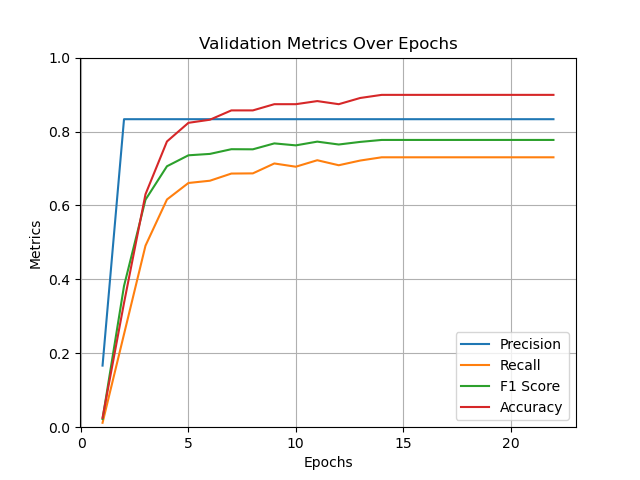 Validation Metrics Over Epochs
1.0
0.8
0.6
0.4
0.2
0.0
Metrics
0 5 10 15 20
Epochs
Precision
Recall
F1 Score
Accuracy